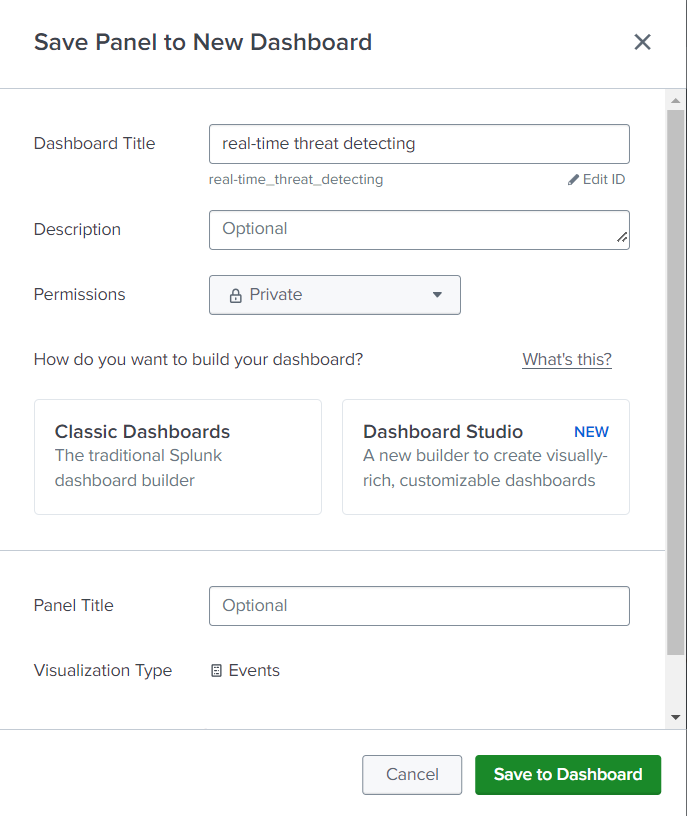 Save Panel to New Dashboard
Dashboard Title
real-time threat detecting
real-time_threat_detecting
Edit ID
Description
Optional
Permissions
Private
How do you want to build your dashboard?
What's this?
Classic Dashboards
The traditional Splunk
dashboard builder
Dashboard Studio
NEW
A new builder to create visually-
rich, customizable dashboards
Panel Title
Optional
Visualization Type
Events
Cancel
Save to Dashboard